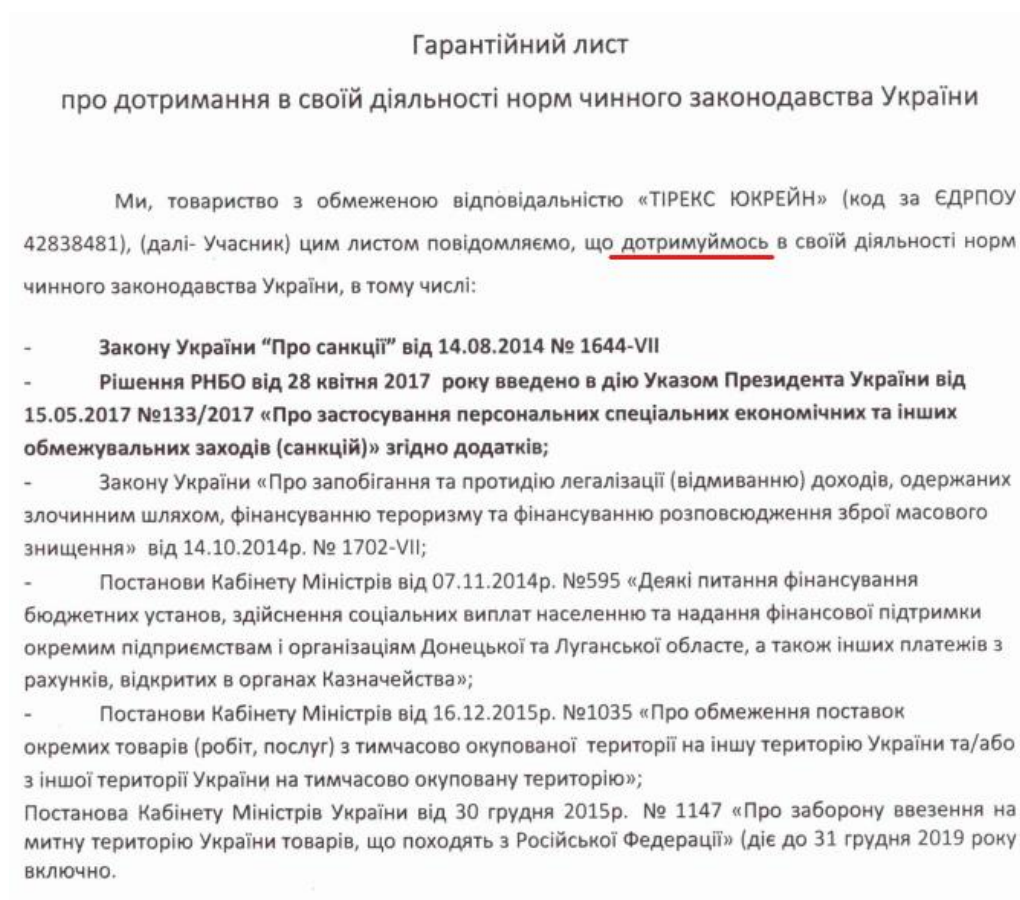 Гарантійний лист
про дотримання в своїй діяльності норм чинного законодавства України
Ми, товариство з обмеженою відповідальністю «ТІРЕКС ЮКРЕЙН» (код за ЄДРПОУ
42838481), (далі- Учасник) цим листом повідомляємо, що дотримуймось в своїй діяльності норм
чинного законодавства України, в тому числі:
- Закону України “Про санкції” від 14.08.2014 № 1644-VII
- Рішення РНБО від 28 квітня 2017 року введено в дію Указом Президента України від
15.05.2017 №133/2017 «Про застосування персональних спеціальних економічних та інших
обмежувальних заходів (санкцій)» згідно додатків;
- Закону України «Про запобігання та протидію легалізації (відмиванню) доходів, одержаних
злочинним шляхом, фінансуванню тероризму та фінансуванню розповсюдження зброї масового
знищення» від 14.10.2014р. № 1702-VII;
- Постанови Кабінету Міністрів від 07.11.2014р. №595 «Деякі питання фінансування
бюджетних установ, здійснення соціальних виплат населенню та надання фінансової підтримки
окремим підприємствам і організаціям Донецької та Луганської областе, а також інших платежів з
рахунків, відкритих в органах Казначейства»;
- Постанови Кабінету Міністрів від 16.12.2015р. №1035 «Про обмеження поставок
окремих товарів (робіт, послуг) з тимчасово окупованої території на іншу територію України та/або
з іншої території України на тимчасово окуповану територію»;
Постанова Кабінету Міністрів України від 30 грудня 2015р. № 1147 «Про заборону ввезення на
митну територію України товарів, що походять з Російської Федерації» (діє до 31 грудня 2019 року
включно.